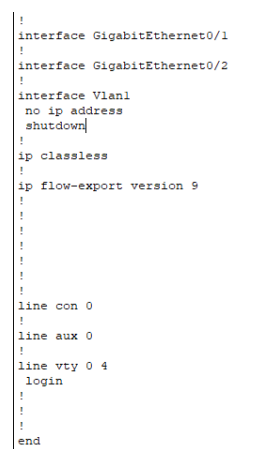 !
interface GigabitEthernet0/1
!
interface GigabitEthernet0/2
!
interface Vlan1
 no ip address
 shutdown
!
ip classless
!
ip flow-export version 9
!
!
!
!
!
!
!
line con 0
!
line aux 0
!
line vty 0 4
 login
!
!
!
end